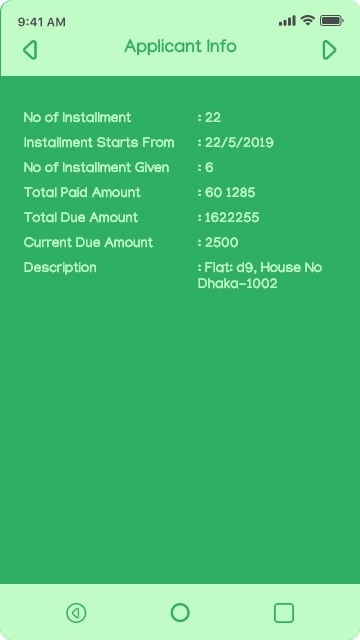 9:41 AM
Applicant Info
No of Installment : 22
Installment Starts From : 22/5/2019
No of Installment Given : 6
Total Paid Amount : 60 1285
Total Due Amount : 1622255
Current Due Amount : 2500
Description : Flat: d9, House No
Dhaka-1002